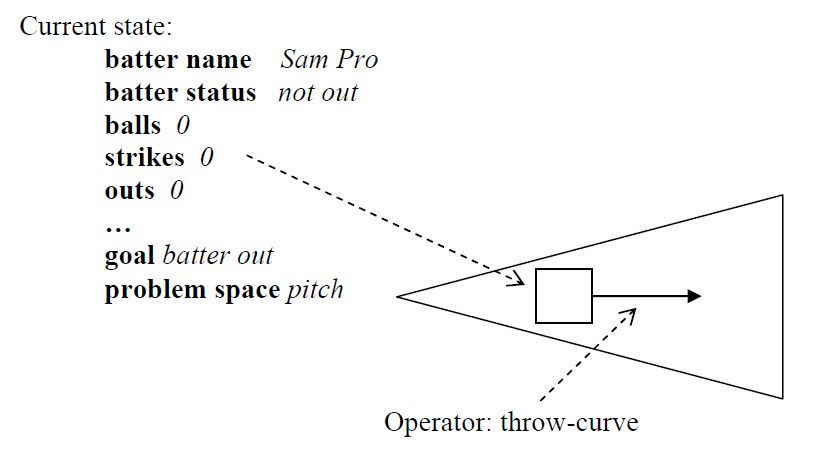 Current state:
batter name Sam Pro
batter status not out
balls 0
strikes 0
outs 0
…
goal batter out
problem space pitch
Operator: throw-curve